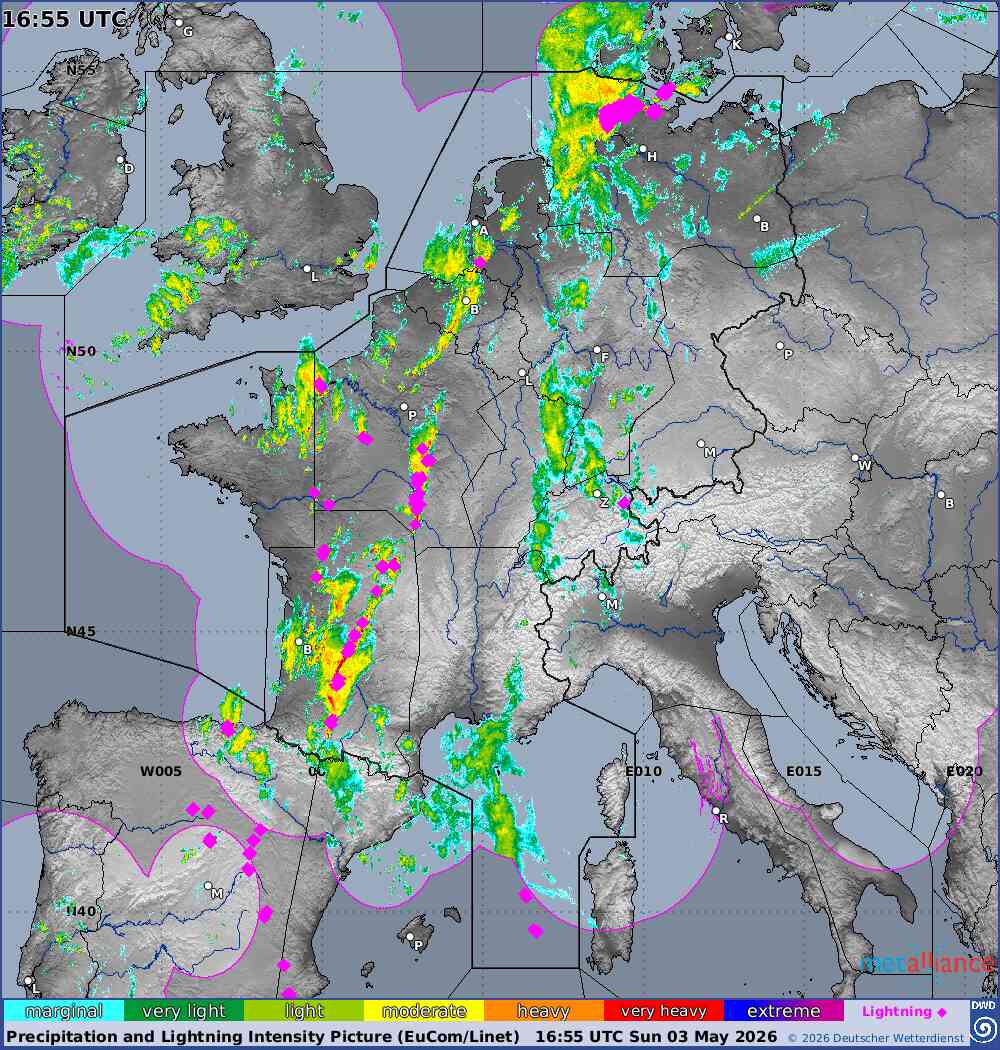 16:55 UTC
G
K
N55
D
H
B
A
L
B
N50
F
P
L
P
M
W
B
Z
M
N45
B
W005
00
E010
E015
E020
R
M
N40
P
L
metalliance
marginal very light light moderate heavy very heavy extreme Lightning
DWD
Precipitation and Lightning Intensity Picture (EuCom/Linet) 16:55 UTC Sun 03 May 2026 © 2026 Deutscher Wetterdienst